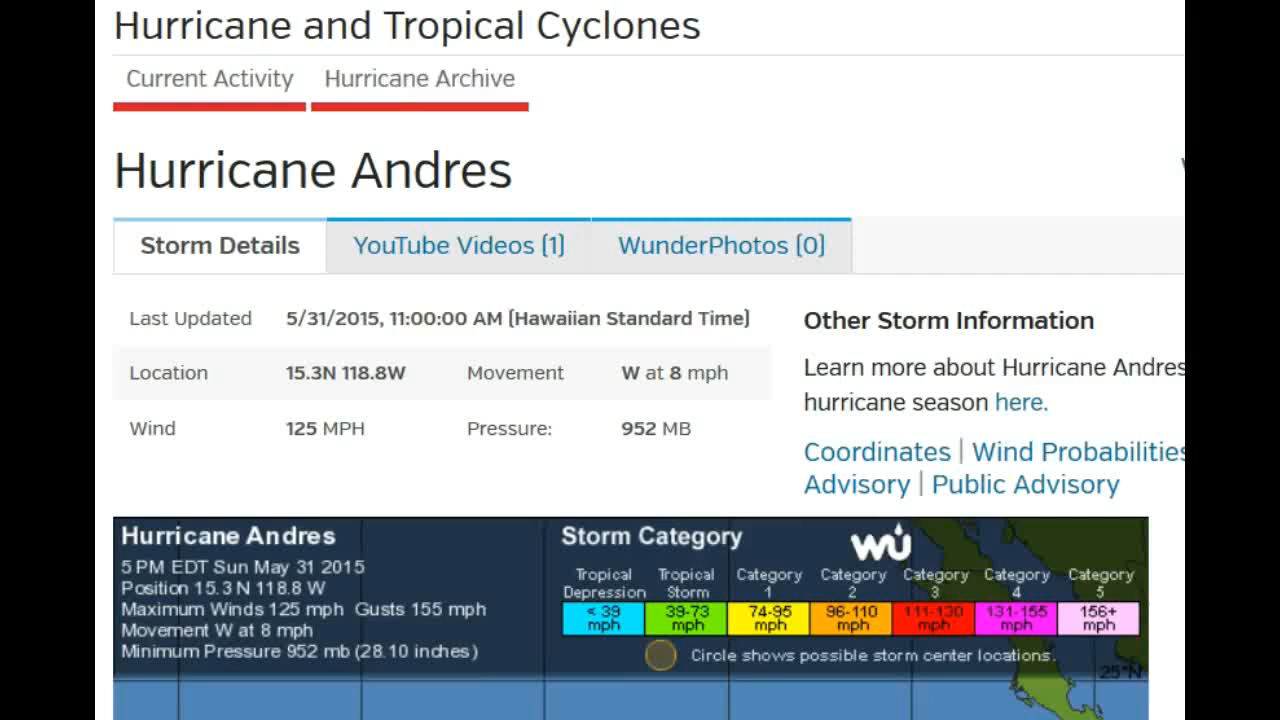 Hurricane and Tropical Cyclones
Current Activity Hurricane Archive
Hurricane Andres
Storm Details YouTube Videos (1) WunderPhotos (0)
Last Updated 5/31/2015, 11:00:00 AM (Hawaiian Standard Time)
Location 15.3N 118.8W Movement W at 8 mph
Wind 125 MPH Pressure: 952 MB
Other Storm Information
Learn more about Hurricane Andres
hurricane season here.
Coordinates | Wind Probabilities
Advisory | Public Advisory
Hurricane Andres
5 PM EDT Sun May 31 2015
Position 15.3 N 118.8 W
Maximum Winds 125 mph Gusts 155 mph
Movement W at 8 mph
Minimum Pressure 952 mb (28.10 inches)
Storm Category
wu
Tropical Depression < 39 mph
Tropical Storm 39-73 mph
Category 1 74-95 mph
Category 2 96-110 mph
Category 3 111-130 mph
Category 4 131-155 mph
Category 5 156+ mph
Circle shows possible storm center locations.
25°N